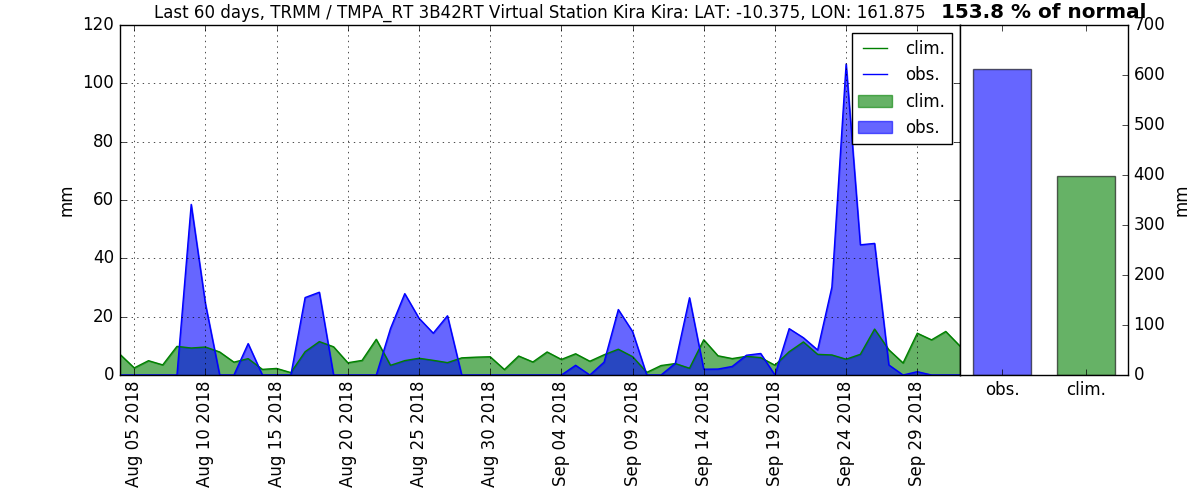 Last 60 days, TRMM / TMPA_RT 3B42RT Virtual Station Kira Kira: LAT: -10.375, LON: 161.875
153.8 % of normal
120
100
80
60
40
20
0
mm
clim.
obs.
clim.
obs.
Aug 05 2018
Aug 10 2018
Aug 15 2018
Aug 20 2018
Aug 25 2018
Aug 30 2018
Sep 04 2018
Sep 09 2018
Sep 14 2018
Sep 19 2018
Sep 24 2018
Sep 29 2018
700
600
500
400
300
200
100
0
mm
obs.
clim.